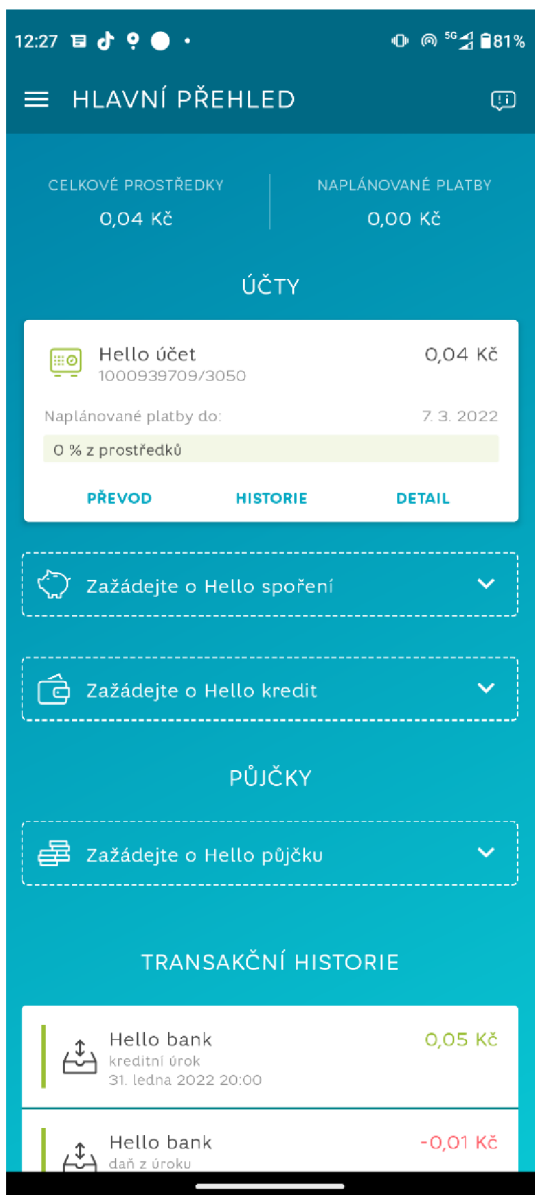 12:27
5G 81%
HLAVNÍ PŘEHLED
CELKOVÉ PROSTŘEDKY NAPLÁNOVANÉ PLATBY
0,04 Kč 0,00 Kč
ÚČTY
Hello účet 0,04 Kč
1000939709/3050
Naplánované platby do: 7. 3. 2022
0 % z prostředků
PŘEVOD HISTORIE DETAIL
Zažádejte o Hello spoření
Zažádejte o Hello kredit
PŮJČKY
Zažádejte o Hello půjčku
TRANSAKČNÍ HISTORIE
Hello bank 0,05 Kč
kreditní úrok
31. ledna 2022 20:00
Hello bank -0,01 Kč
daň z úroku